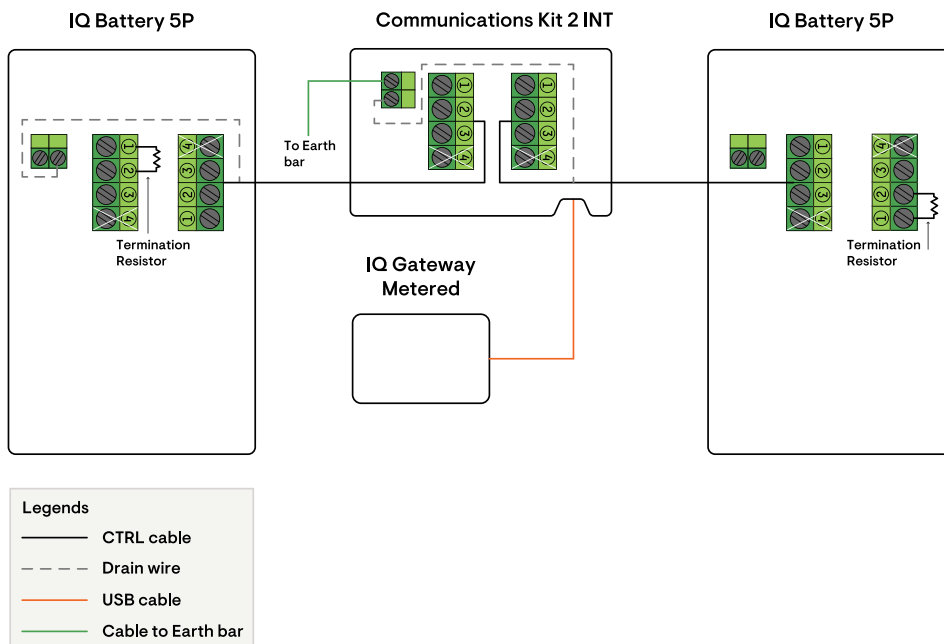 IQ Battery 5P
Communications Kit 2 INT
IQ Battery 5P
1
2
3
4
4
3
2
1
Termination
Resistor
To Earth
bar
1
2
3
4
1
2
3
4
1
2
3
4
4
3
2
1
Termination
Resistor
IQ Gateway
Metered
Legends
CTRL cable
Drain wire
USB cable
Cable to Earth bar